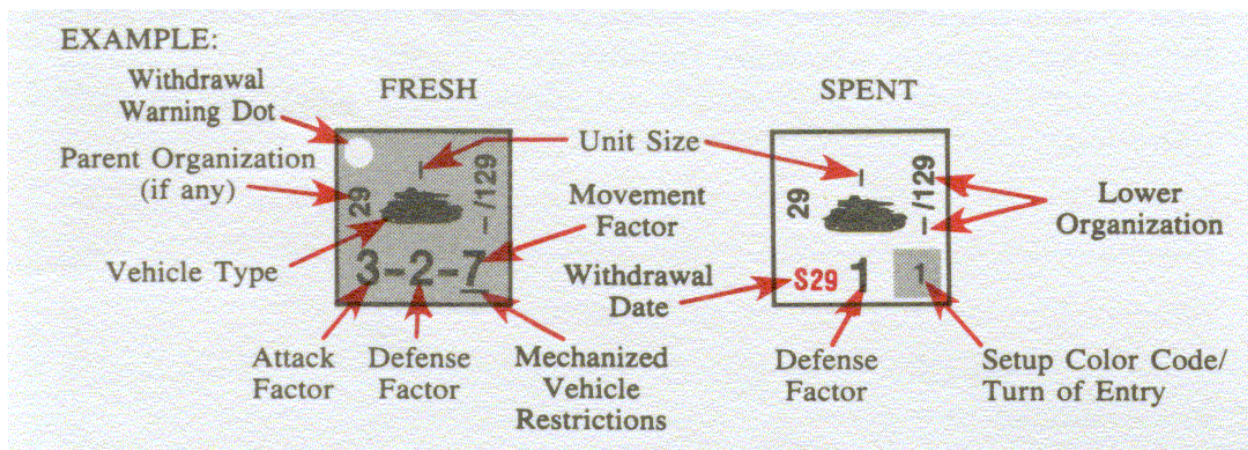 EXAMPLE:
Withdrawal
Warning Dot
FRESH
SPENT
Parent Organization
(if any)
Unit Size
29
–/129
29
–/129
Movement
Factor
Lower
Organization
Vehicle Type
3-2-7
Withdrawal
Date
S29
1
1
Attack
Factor
Defense
Factor
Mechanized
Vehicle
Restrictions
Defense
Factor
Setup Color Code/
Turn of Entry